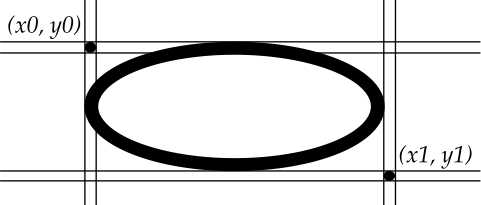 (x0, y0)
(x1, y1)